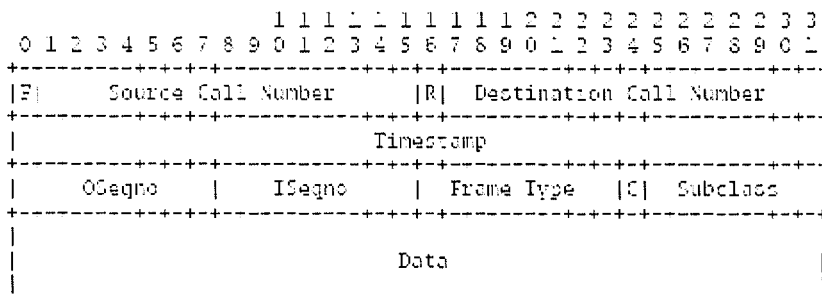 1 1 1 1 1 1 1 1 1 1 2 2 2 2 2 2 2 2 2 2 3 3
0 1 2 3 4 5 6 7 8 9 0 1 2 3 4 5 6 7 8 9 0 1 2 3 4 5 6 7 8 9 0 1
|F| Source Call Number |R| Destination Call Number
| Timestamp
| OSeqno | ISeqno | Frame Type |C| Subclass
| Data |